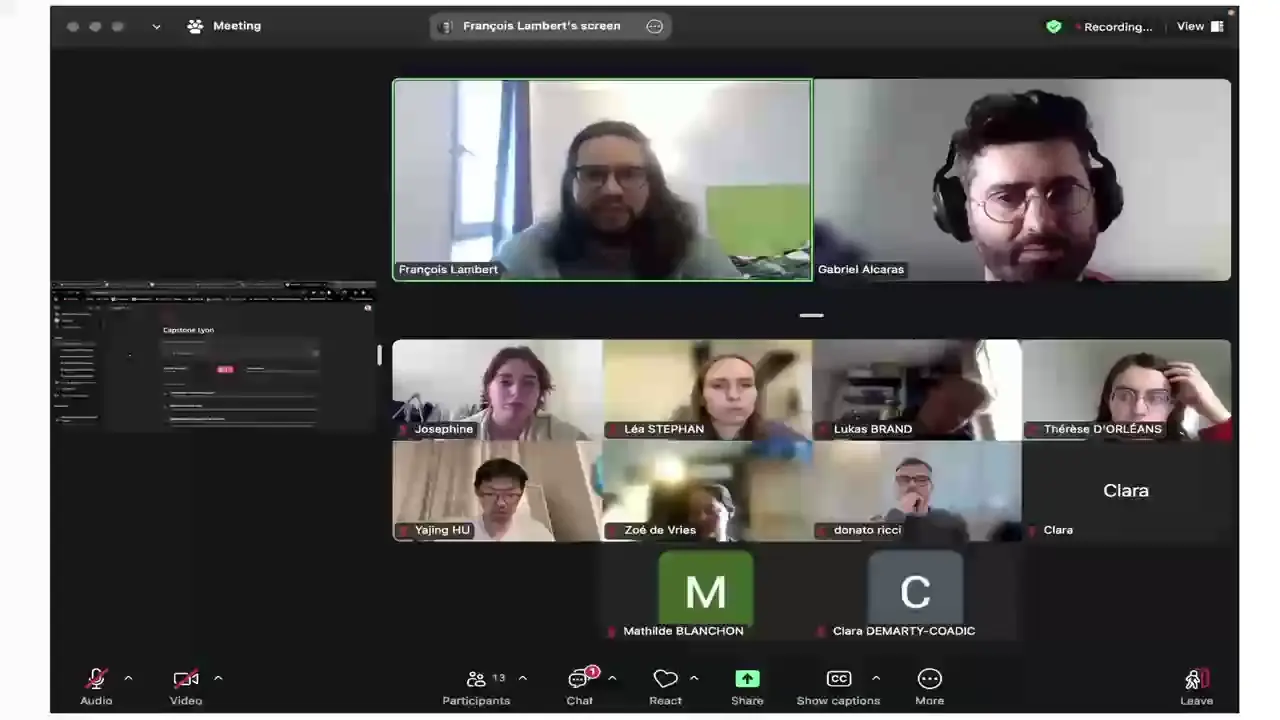 Meeting
François Lambert's screen
Recording...
View
François Lambert
Gabriel Alcaras
Capstone Lyon
Josephine
Léa STEPHAN
Lukas BRAND
Thérèse D'ORLÉANS
Yajing HU
Zoé de Vries
donato ricci
Clara
Clara
M
C
Mathilde BLANCHON
Clara DEMARTY-COADIC
Audio
Video
13
Participants
1
Chat
React
Share
CC
Show captions
More
Leave